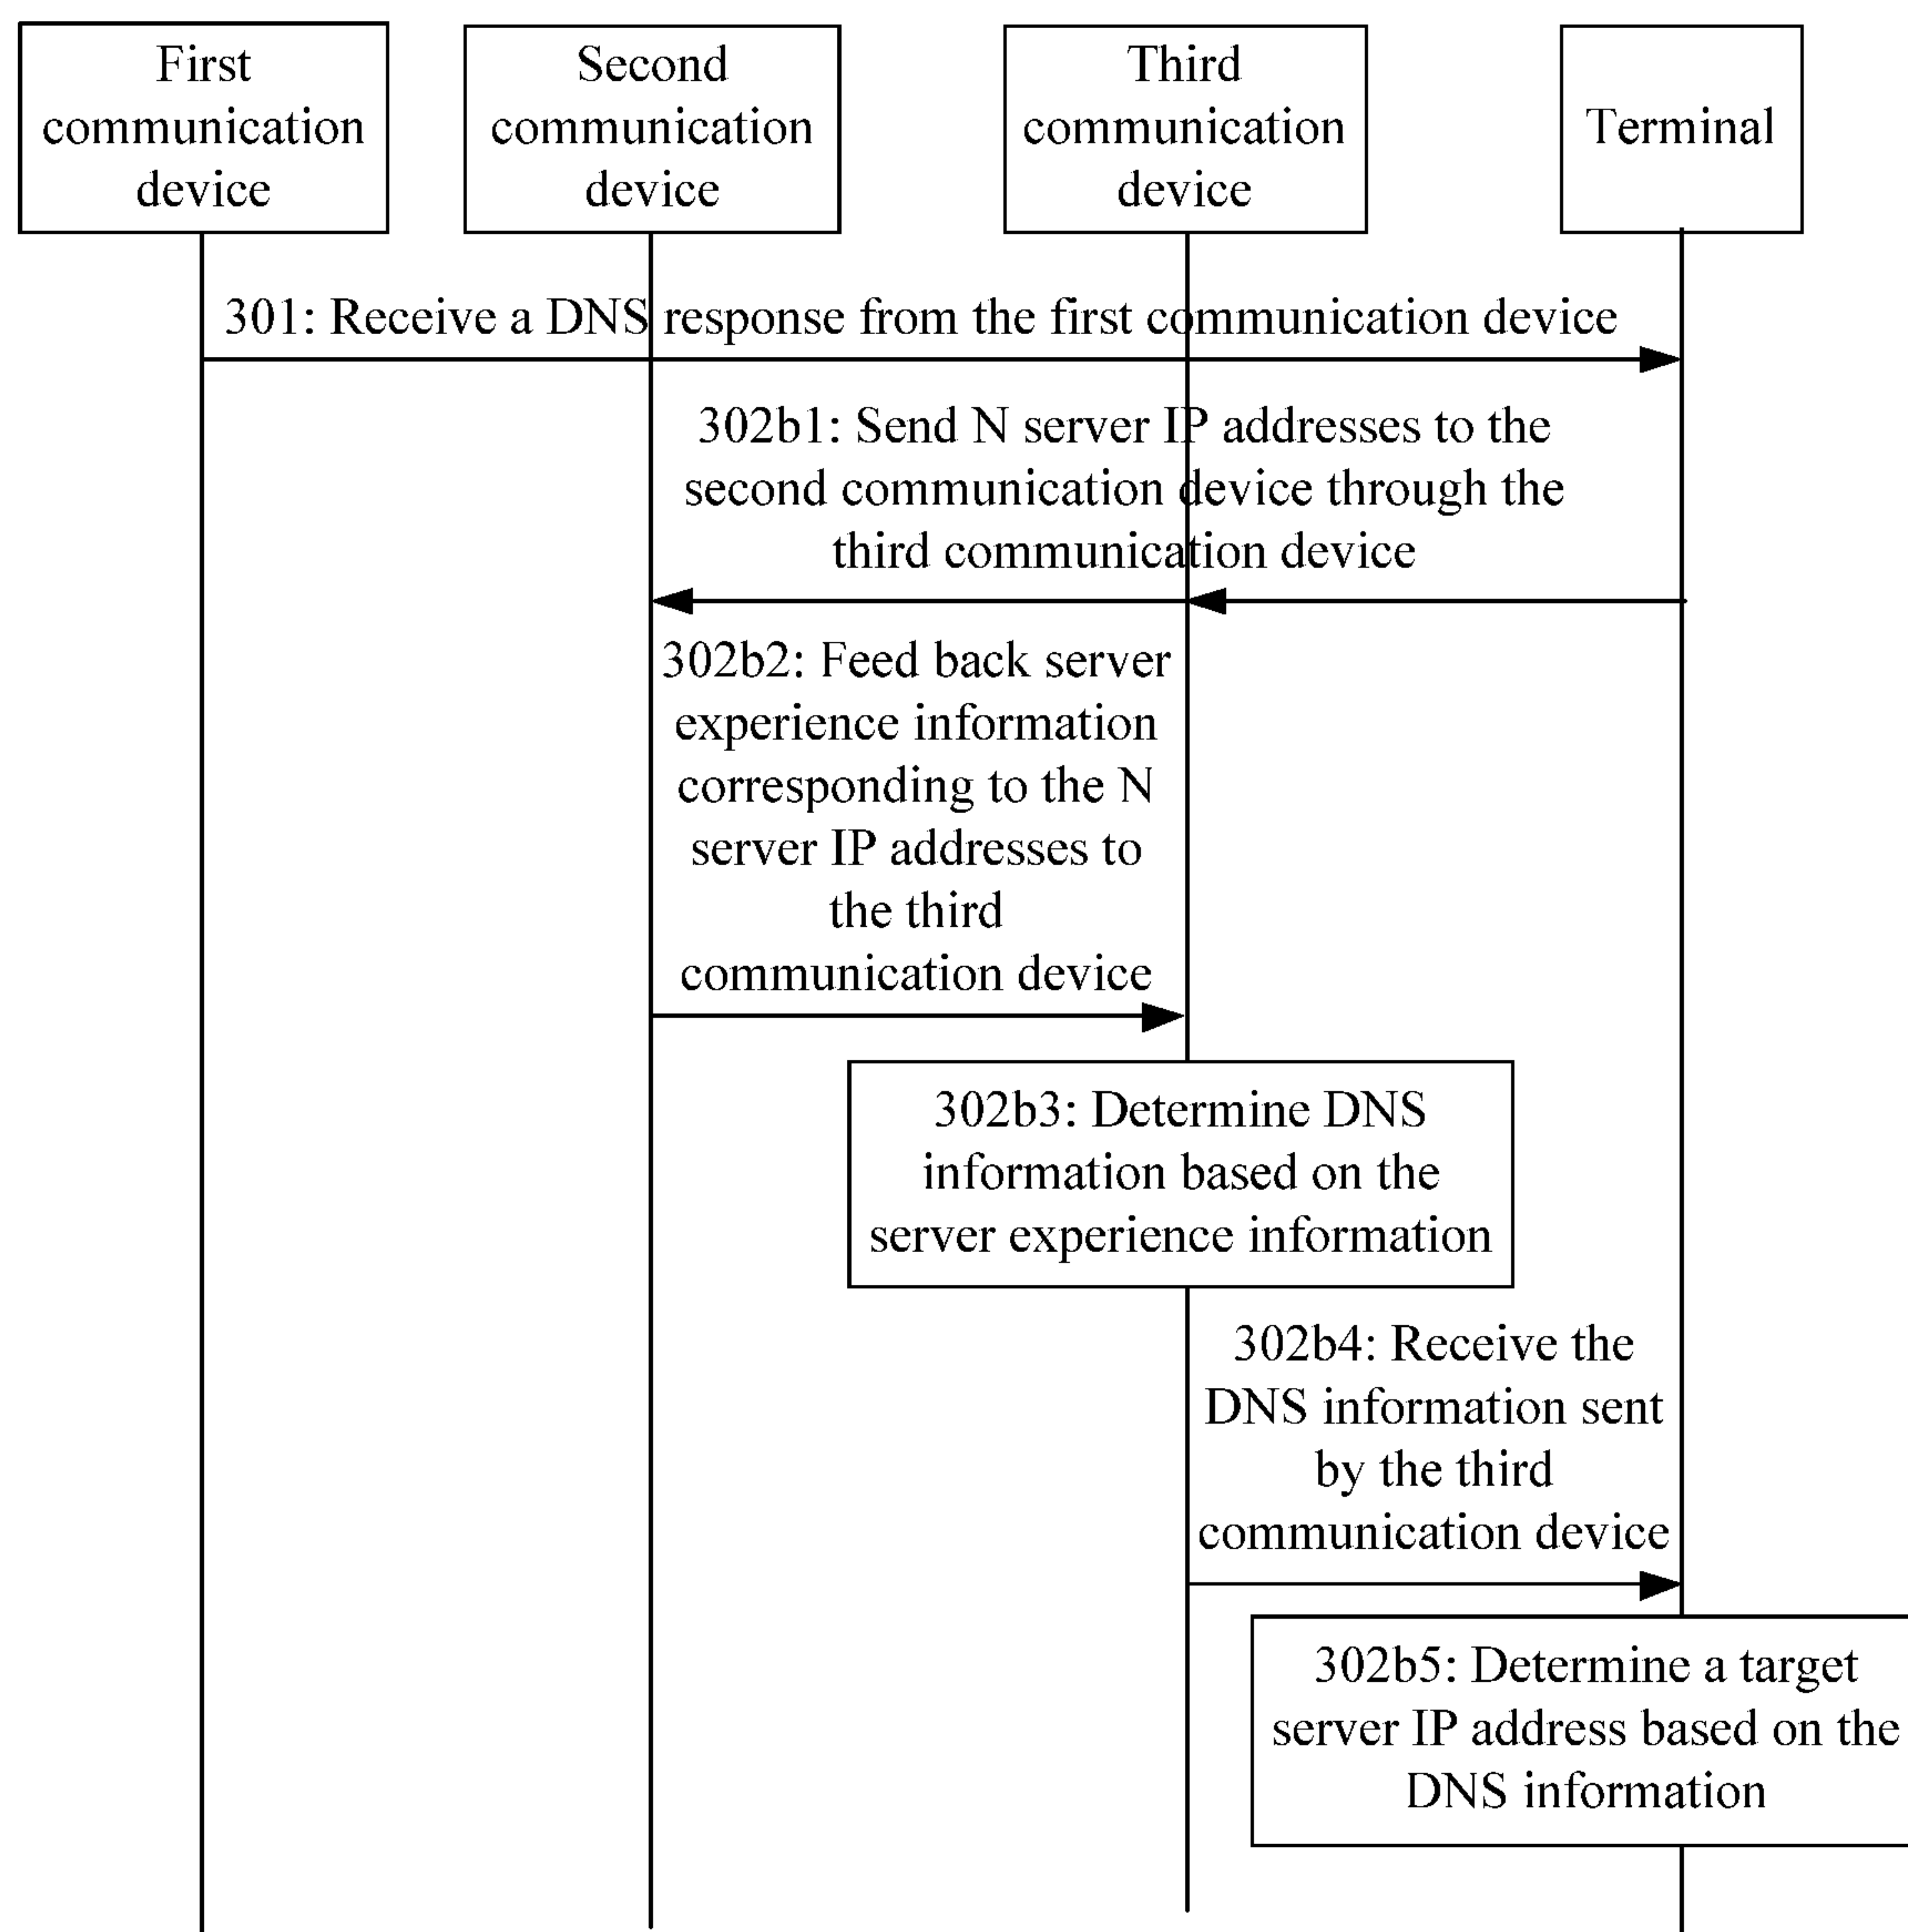 First
communication
device
Second
communication
device
Third
communication
device
Terminal
301: Receive a DNS response from the first communication device
302b1: Send N server IP addresses to the
second communication device through the
third communication device
302b2: Feed back server
experience information
corresponding to the N
server IP addresses to
the third
communication device
302b3: Determine DNS
information based on the
server experience information
302b4: Receive the
DNS information sent
by the third
communication device
302b5: Determine a target
server IP address based on the
DNS information